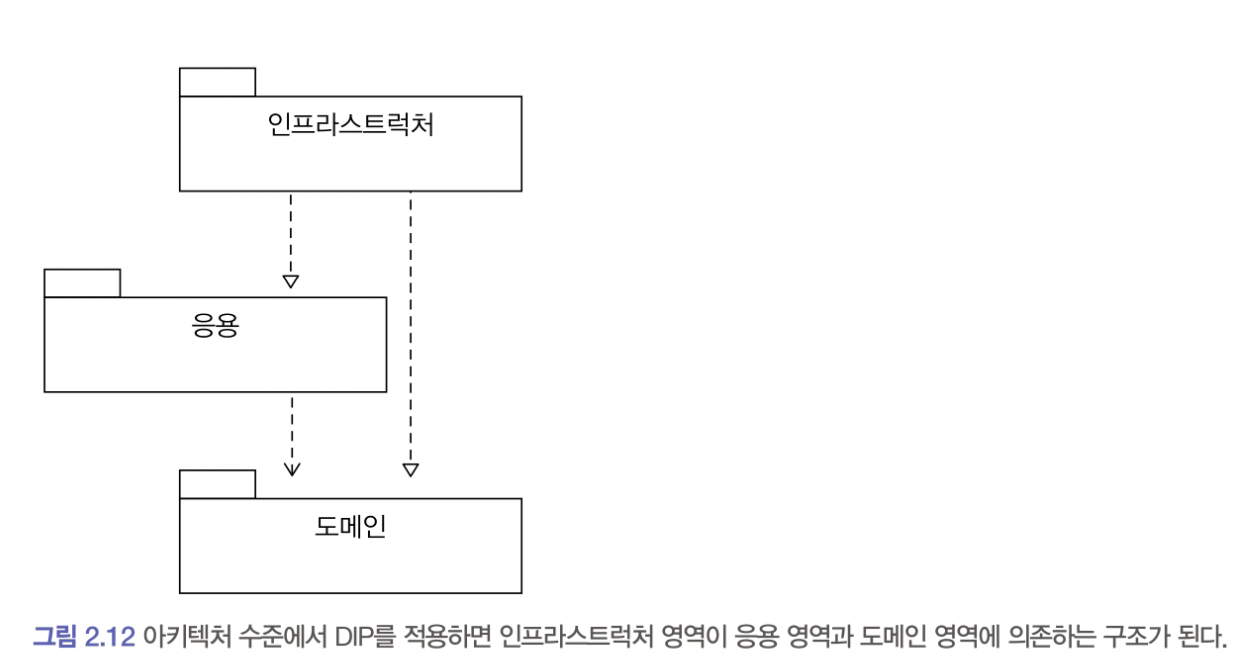 인프라스트럭처
응용
도메인
그림 2.12 아키텍처 수준에서 DIP를 적용하면 인프라스트럭처 영역이 응용 영역과 도메인 영역에 의존하는 구조가 된다.